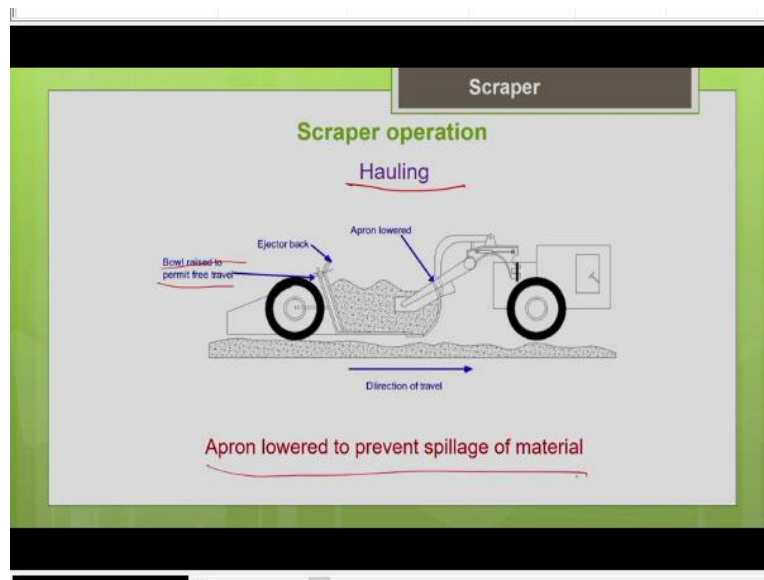 Scraper
Scraper operation
Hauling
Apron lowered
Ejector back
Bowl raised to
permit free travel
Direction of travel
Apron lowered to prevent spillage of material